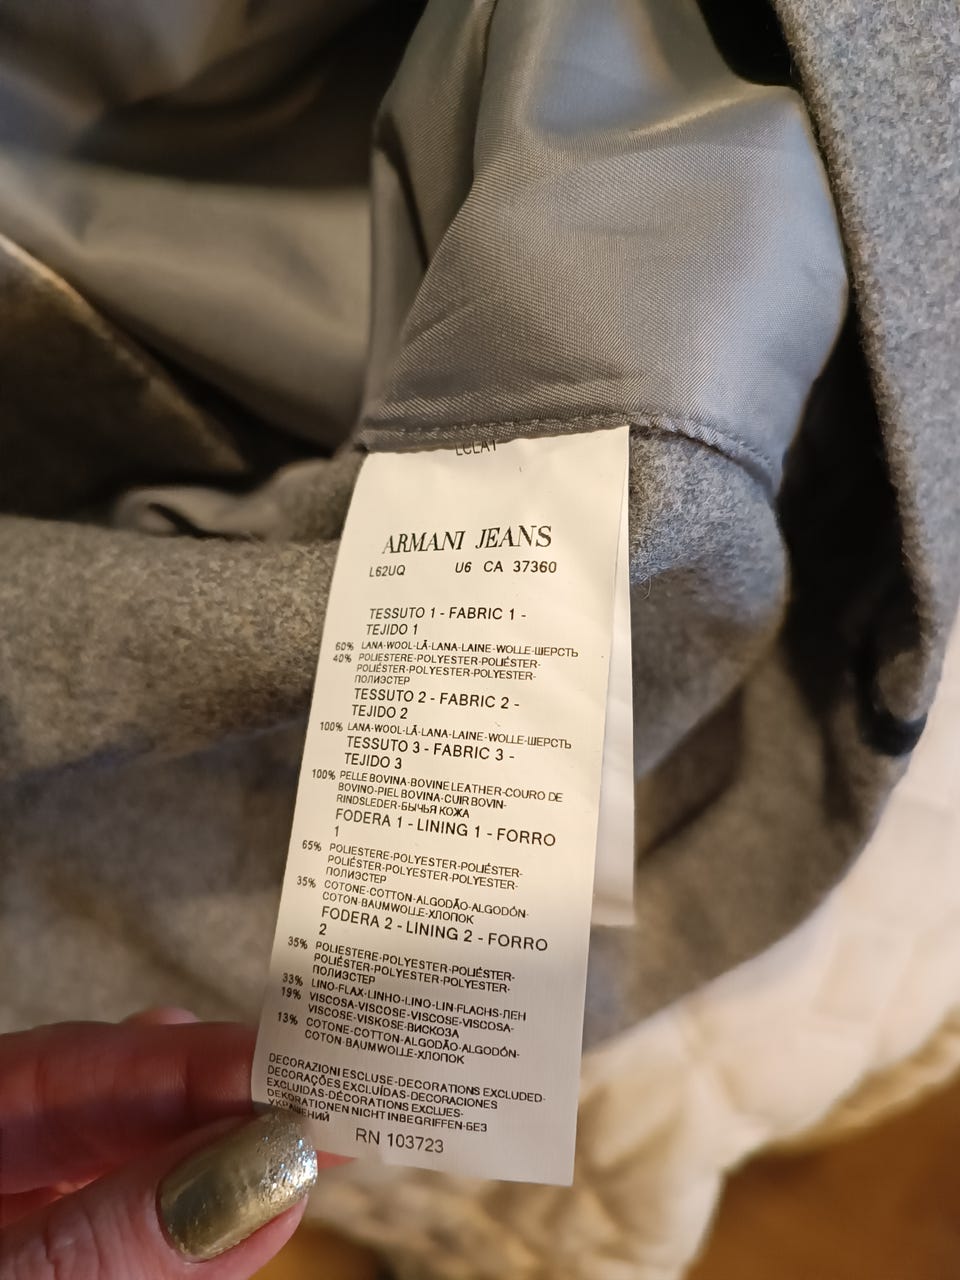 ARMANI JEANS
L62UQ U6 CA 37360
TESSUTO 1 - FABRIC 1 -
TEJIDO 1
60% LANA-WOOL-LÃ-LANA-LAINE-WOLLE-ШЕРСТЬ
40% POLIESTERE-POLYESTER-POLIÉSTER-
POLIÉSTER-POLYESTER-POLYESTER-
ПОЛИЭСТЕР
TESSUTO 2 - FABRIC 2 -
TEJIDO 2
100% LANA-WOOL-LÃ-LANA-LAINE-WOLLE-ШЕРСТЬ
TESSUTO 3 - FABRIC 3 -
TEJIDO 3
100% PELLE BOVINA-BOVINE LEATHER-COURO DE
BOVINO-PIEL BOVINA-CUIR BOVIN-
RINDSLEDER-БЫЧЬЯ КОЖА
FODERA 1 - LINING 1 - FORRO
1
65% POLIESTERE-POLYESTER-POLIÉSTER-
POLIÉSTER-POLYESTER-POLYESTER-
ПОЛИЭСТЕР
35% COTONE-COTTON-ALGODÃO-ALGODÓN-
COTON-BAUMWOLLE-ХЛОПОК
FODERA 2 - LINING 2 - FORRO
2
35% POLIESTERE-POLYESTER-POLIÉSTER-
POLIÉSTER-POLYESTER-POLYESTER-
ПОЛИЭСТЕР
33% LINO-FLAX-LINHO-LINO-LIN-FLACHS-ЛЕН
19% VISCOSA-VISCOSE-VISCOSE-VISCOSA-
VISCOSE-VISKOSE-ВИСКОЗА
13% COTONE-COTTON-ALGODÃO-ALGODÓN-
COTON-BAUMWOLLE-ХЛОПОК
DECORAZIONI ESCLUSE-DECORATIONS EXCLUDED-
DECORAÇÕES EXCLUÍDAS-DECORACIONES
EXCLUIDAS-DÉCORATIONS EXCLUES-
DEKORATIONEN NICHT INBEGRIFFEN-БЕЗ
УКРАШЕНИЙ
RN 103723